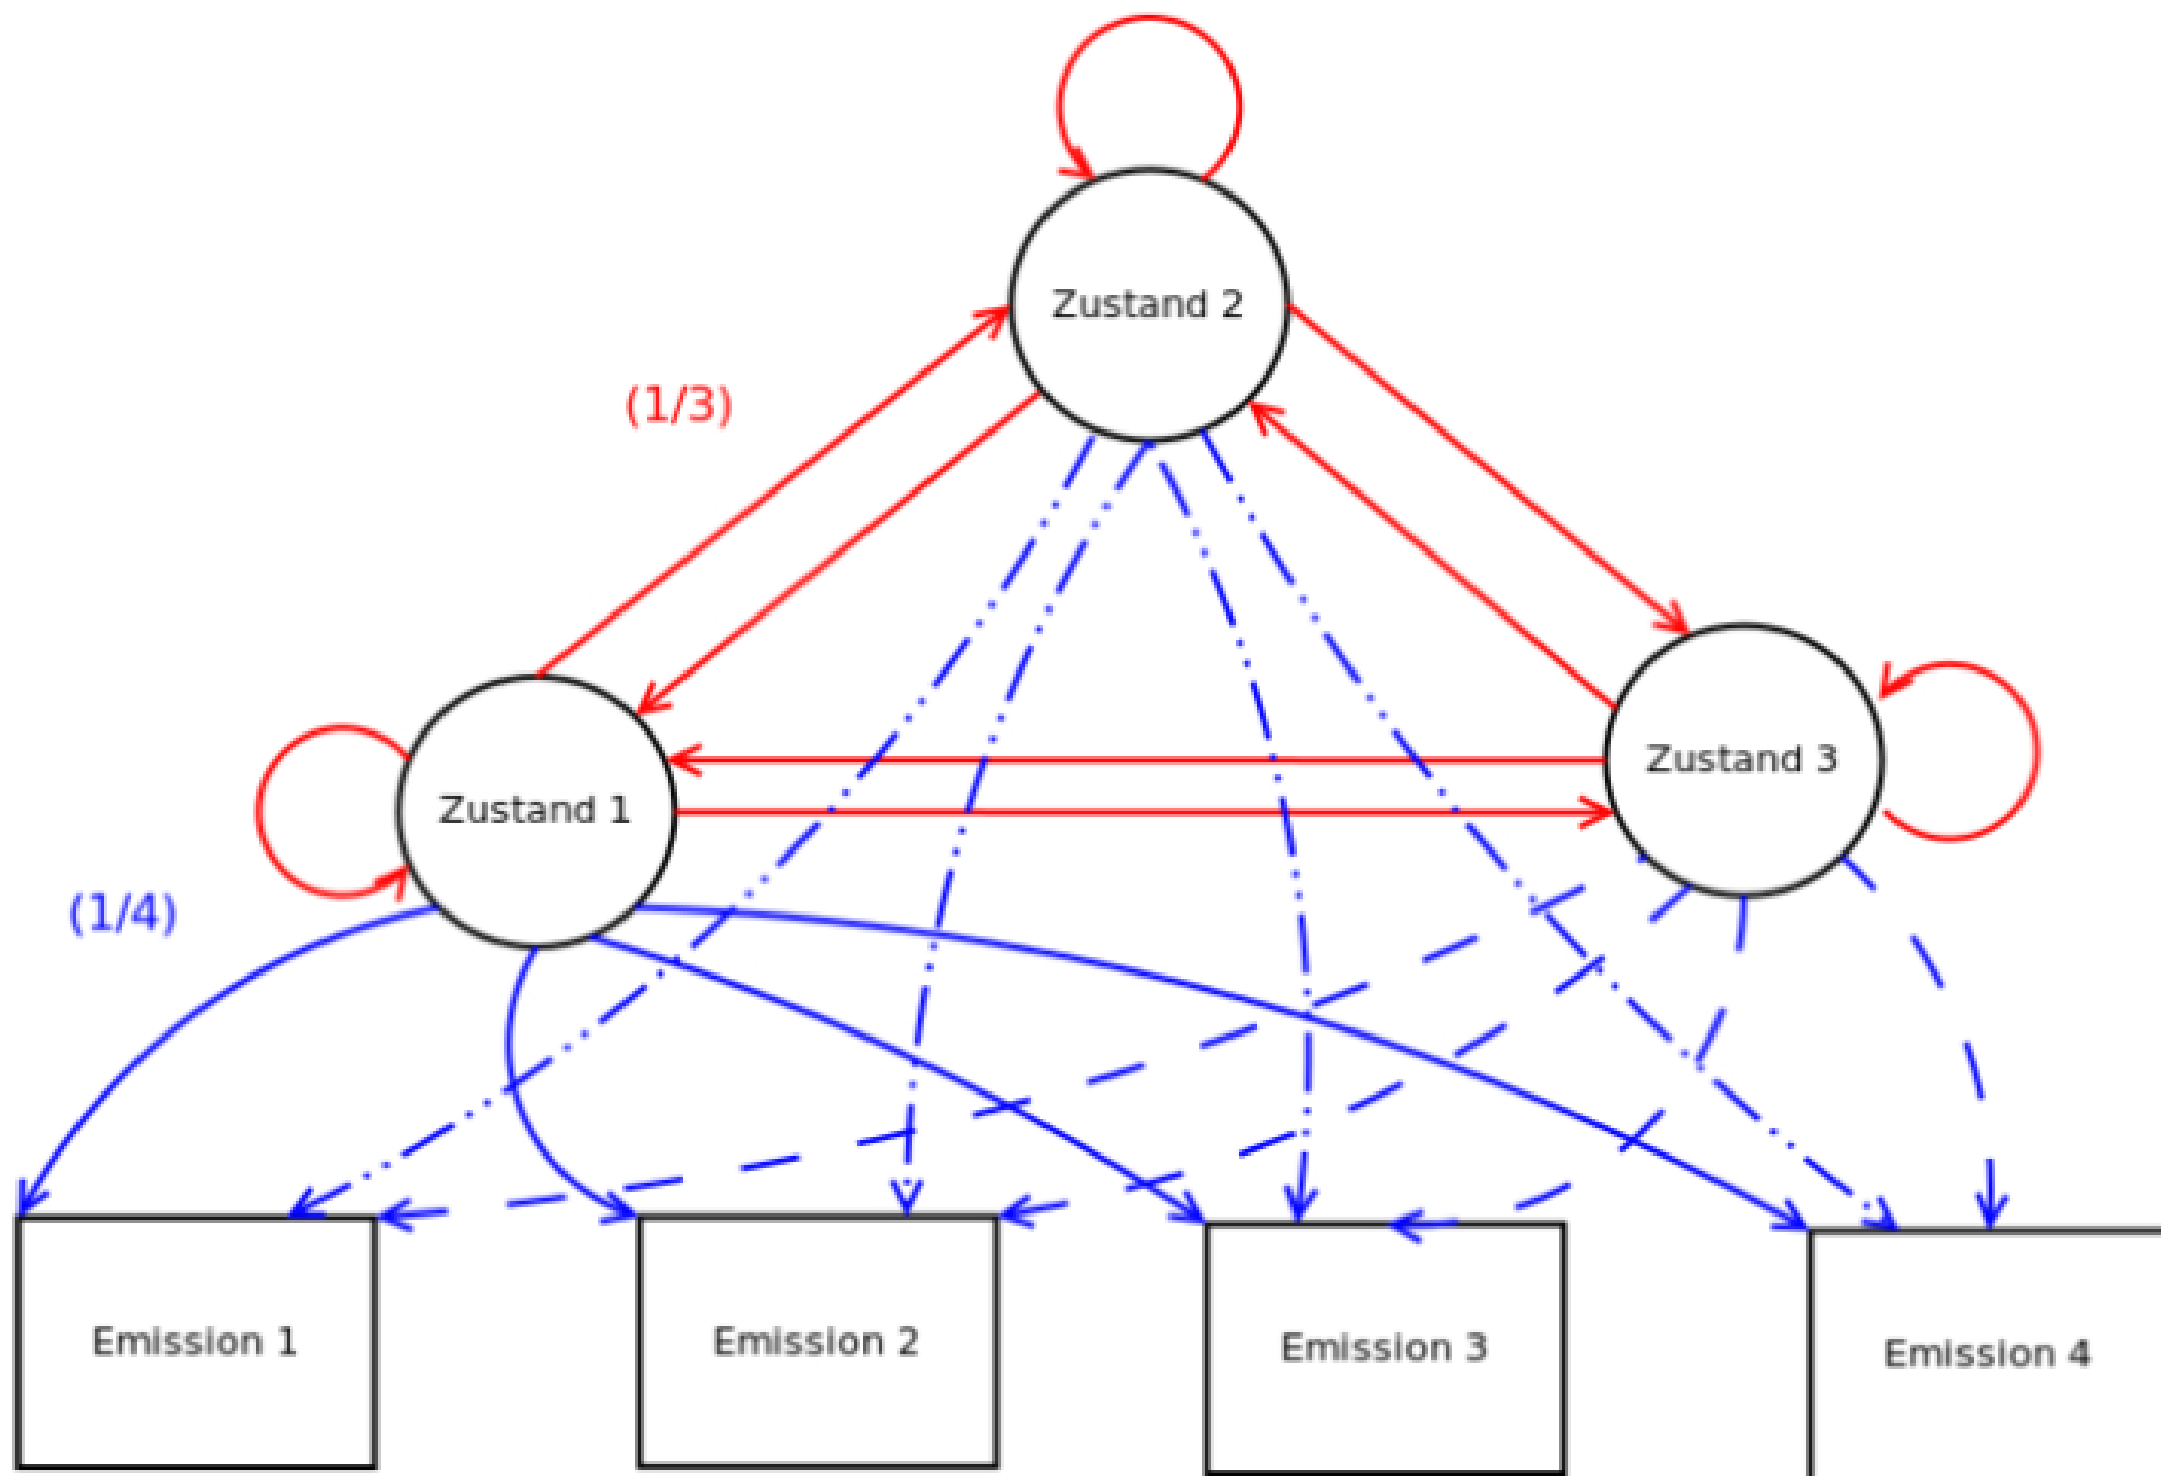 Zustand 2
(1/3)
Zustand 3
Zustand 1
(1/4)
Emission 1
Emission 2
Emission 3
Emission 4